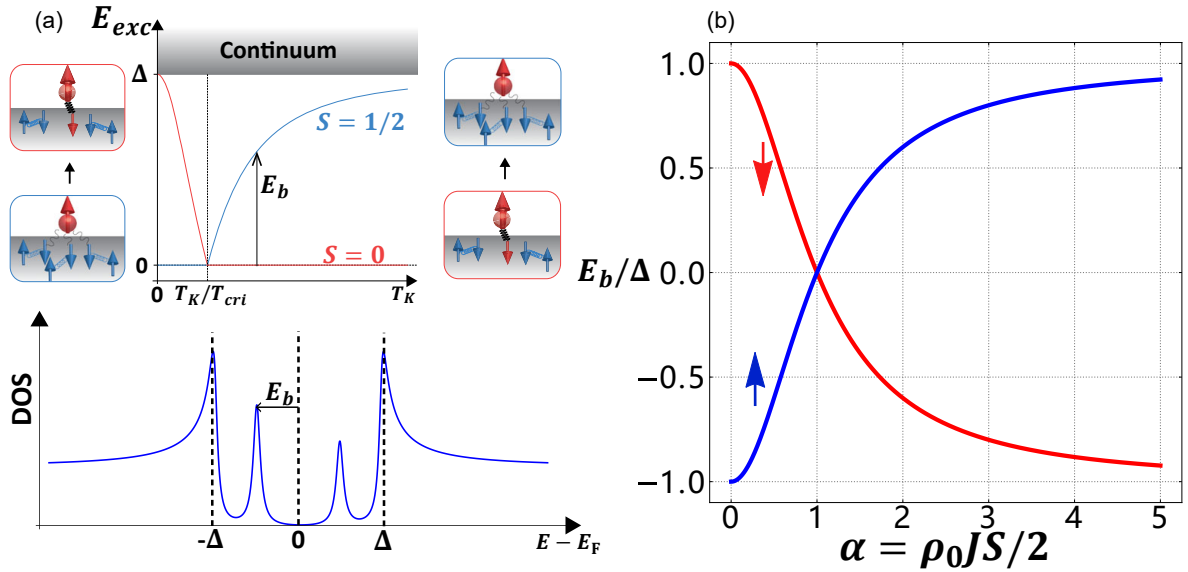 (a)
E_exc
Continuum
Δ
S = 1/2
E_b
S = 0
0
0
T_K/T_cri
T_K
DOS
E_b
-Δ
0
Δ
E − E_F
(b)
1.0
0.5
E_b/Δ
0.0
−0.5
−1.0
0 1 2 3 4 5
α = ρ_0JS/2